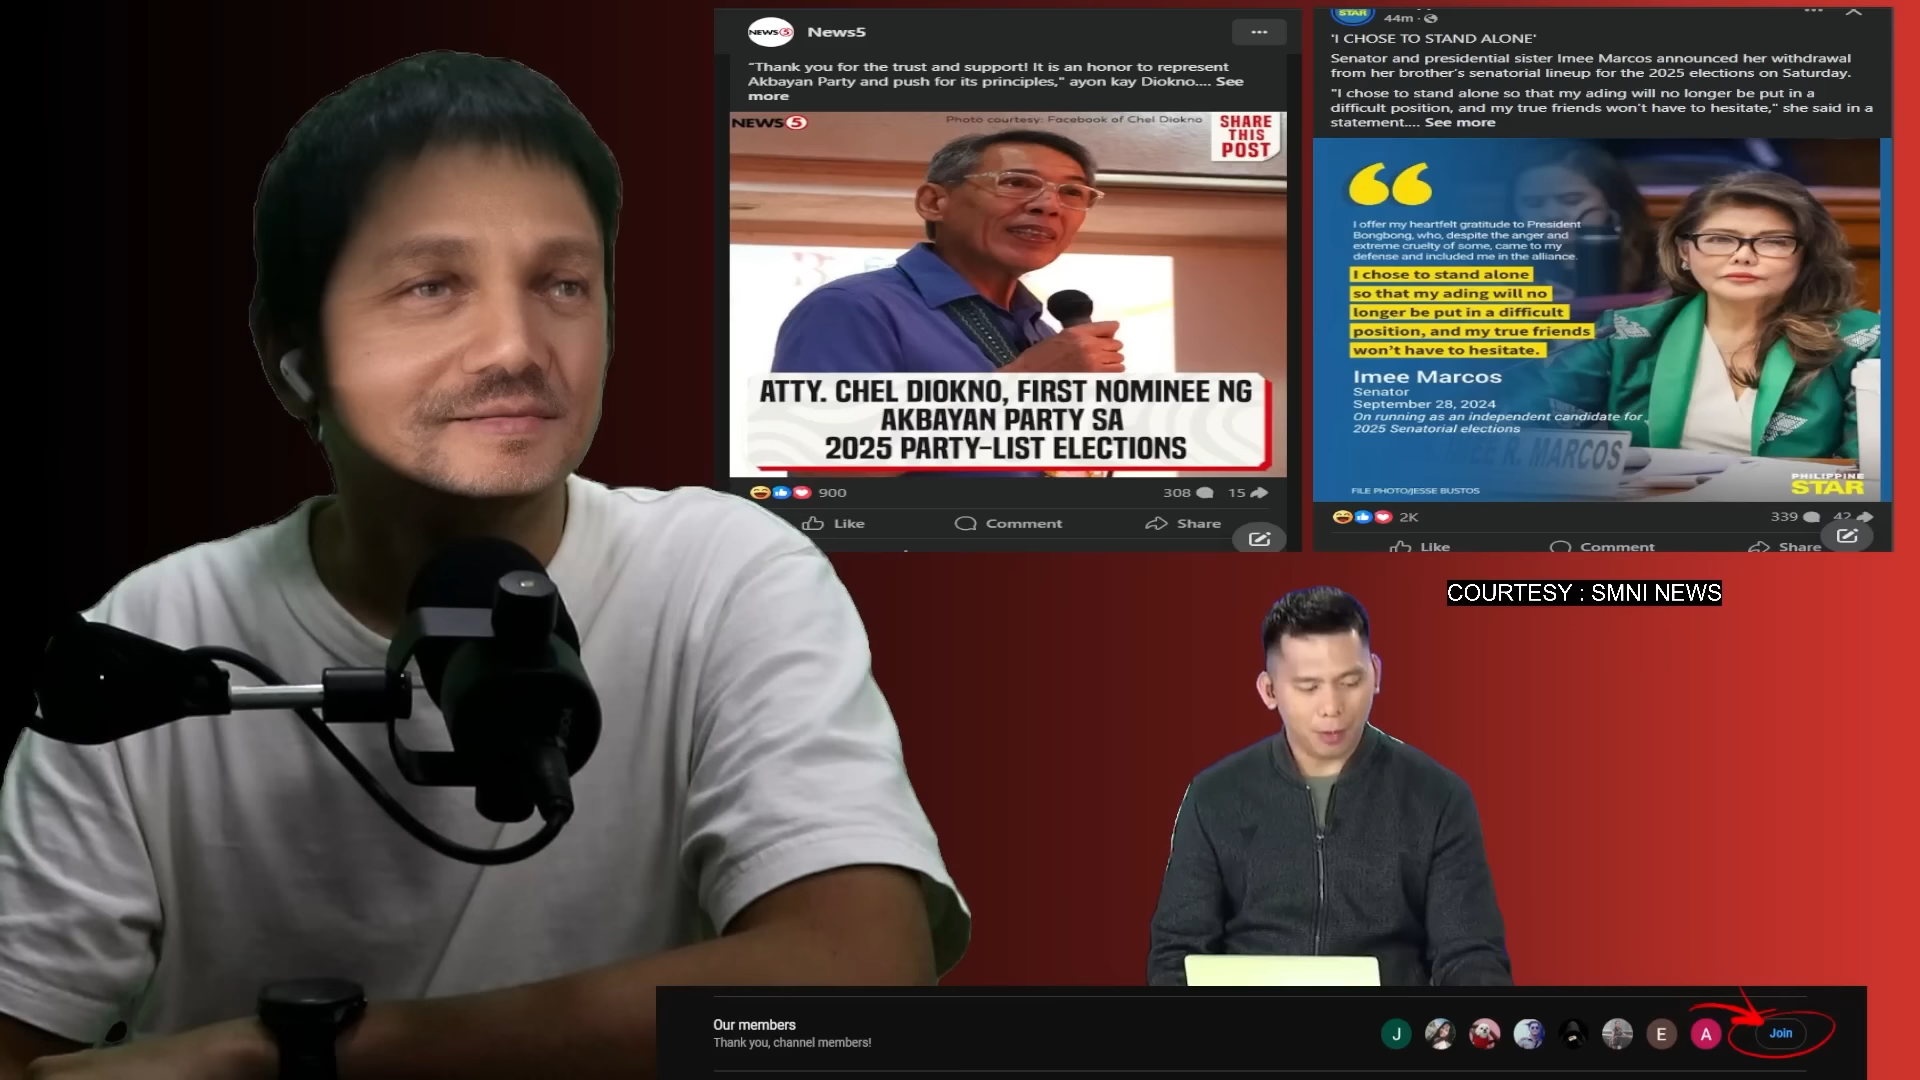 NEWS5 News5
"Thank you for the trust and support! It is an honor to represent
Akbayan Party and push for its principles," ayon kay Diokno.... See
more
NEWS5
Photo courtesy: Facebook of Chel Diokno
SHARE
THIS
POST
ATTY. CHEL DIOKNO, FIRST NOMINEE NG
AKBAYAN PARTY SA
2025 PARTY-LIST ELECTIONS
900 308 15
Like Comment Share
STAR
44m ·
'I CHOSE TO STAND ALONE'
Senator and presidential sister Imee Marcos announced her withdrawal
from her brother's senatorial lineup for the 2025 elections on Saturday.
"I chose to stand alone so that my ading will no longer be put in a
difficult position, and my true friends won't have to hesitate," she said in a
statement.... See more
I offer my heartfelt gratitude to President
Bongbong, who, despite the anger and
extreme cruelty of some, came to my
defense and included me in the alliance.
I chose to stand alone
so that my ading will no
longer be put in a difficult
position, and my true friends
won't have to hesitate.
Imee Marcos
Senator
September 28, 2024
On running as an independent candidate for
2025 Senatorial elections
IMEE R. MARCOS
FILE PHOTO/JESSE BUSTOS
PHILIPPINE
STAR
2K 339 42
Like Comment Share
COURTESY : SMNI NEWS
Our members
Thank you, channel members!
J E A Join